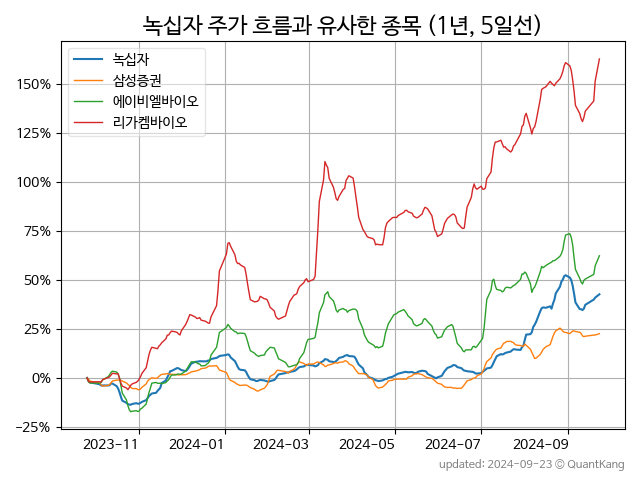 녹십자 주가 흐름과 유사한 종목 (1년, 5일선)
녹십자
삼성증권
에이비엘바이오
리가켐바이오
150%
125%
100%
75%
50%
25%
0%
−25%
2023-11
2024-01
2024-03
2024-05
2024-07
2024-09
updated: 2024-09-23 © QuantKang